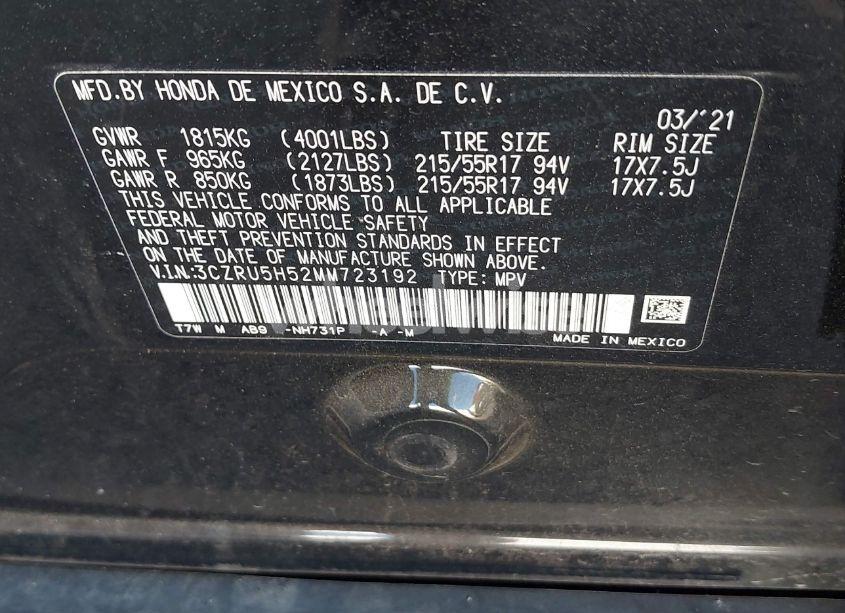 MFD.BY HONDA DE MEXICO S.A. DE C.V.
03/'21
GVWR 1815KG (4001LBS) TIRE SIZE RIM SIZE
GAWR F 965KG (2127LBS) 215/55R17 94V 17X7.5J
GAWR R 850KG (1873LBS) 215/55R17 94V 17X7.5J
THIS VEHICLE CONFORMS TO ALL APPLICABLE
FEDERAL MOTOR VEHICLE SAFETY
AND THEFT PREVENTION STANDARDS IN EFFECT
ON THE DATE OF MANUFACTURE SHOWN ABOVE.
V.I.N:3CZRU5H52MM723192 TYPE: MPV
T7W M AB9 -NH731P -A -M
MADE IN MEXICO